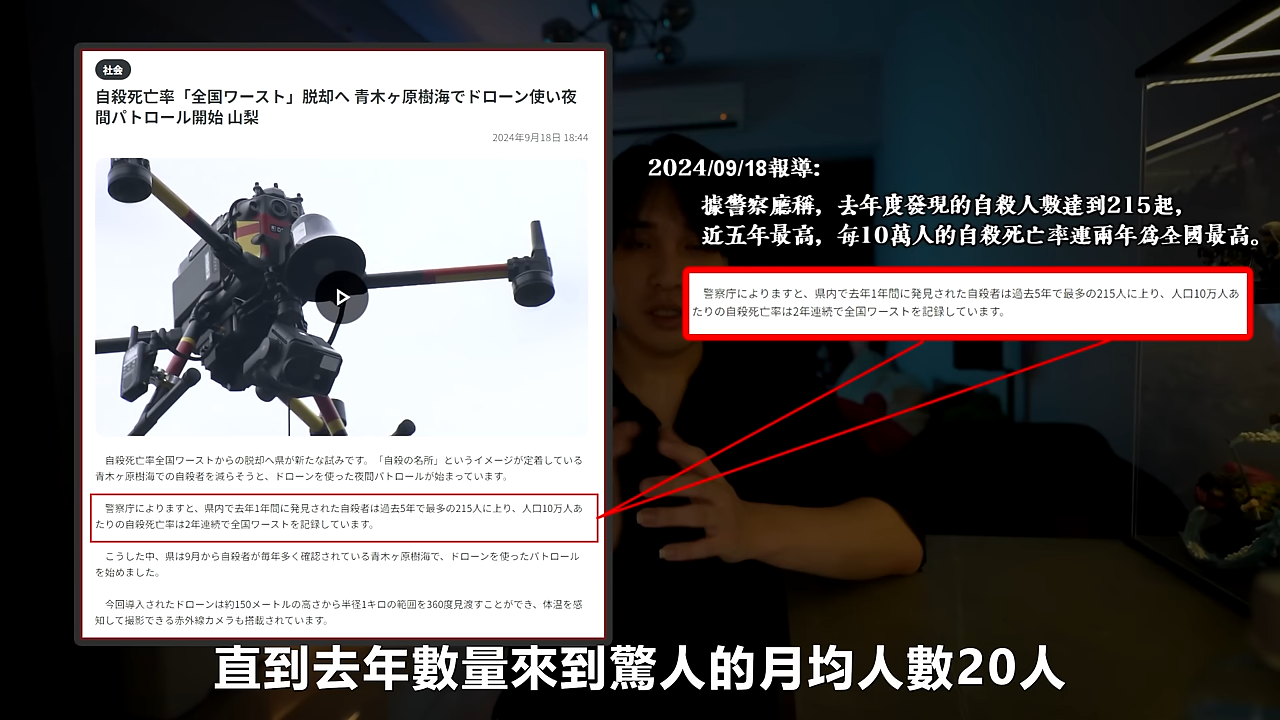 社会
自殺死亡率「全国ワースト」脱却へ 青木ヶ原樹海でドローン使い夜
間パトロール開始 山梨
2024年9月18日 18:44
自殺死亡率全国ワーストからの脱却へ県が新たな試みです。「自殺の名所」というイメージが定着している
青木ヶ原樹海での自殺者を減らそうと、ドローンを使った夜間パトロールが始まっています。
警察庁によりますと、県内で去年1年間に発見された自殺者は過去5年で最多の215人に上り、人口10万人あ
たりの自殺死亡率は2年連続で全国ワーストを記録しています。
こうした中、県は9月から自殺者が毎年多く確認されている青木ヶ原樹海で、ドローンを使ったパトロール
を始めました。
今回導入されたドローンは約150メートルの高さから半径1キロの範囲を360度見渡すことができ、体温を感
知して撮影できる赤外線カメラも搭載されています。
2024/09/18報導:
據警察廳稱，去年度發現的自殺人數達到215起，
近五年最高，每10萬人的自殺死亡率連兩年為全國最高。
警察庁によりますと、県内で去年1年間に発見された自殺者は過去5年で最多の215人に上り、人口10万人あ
たりの自殺死亡率は2年連続で全国ワーストを記録しています。
直到去年數量來到驚人的月均人數20人